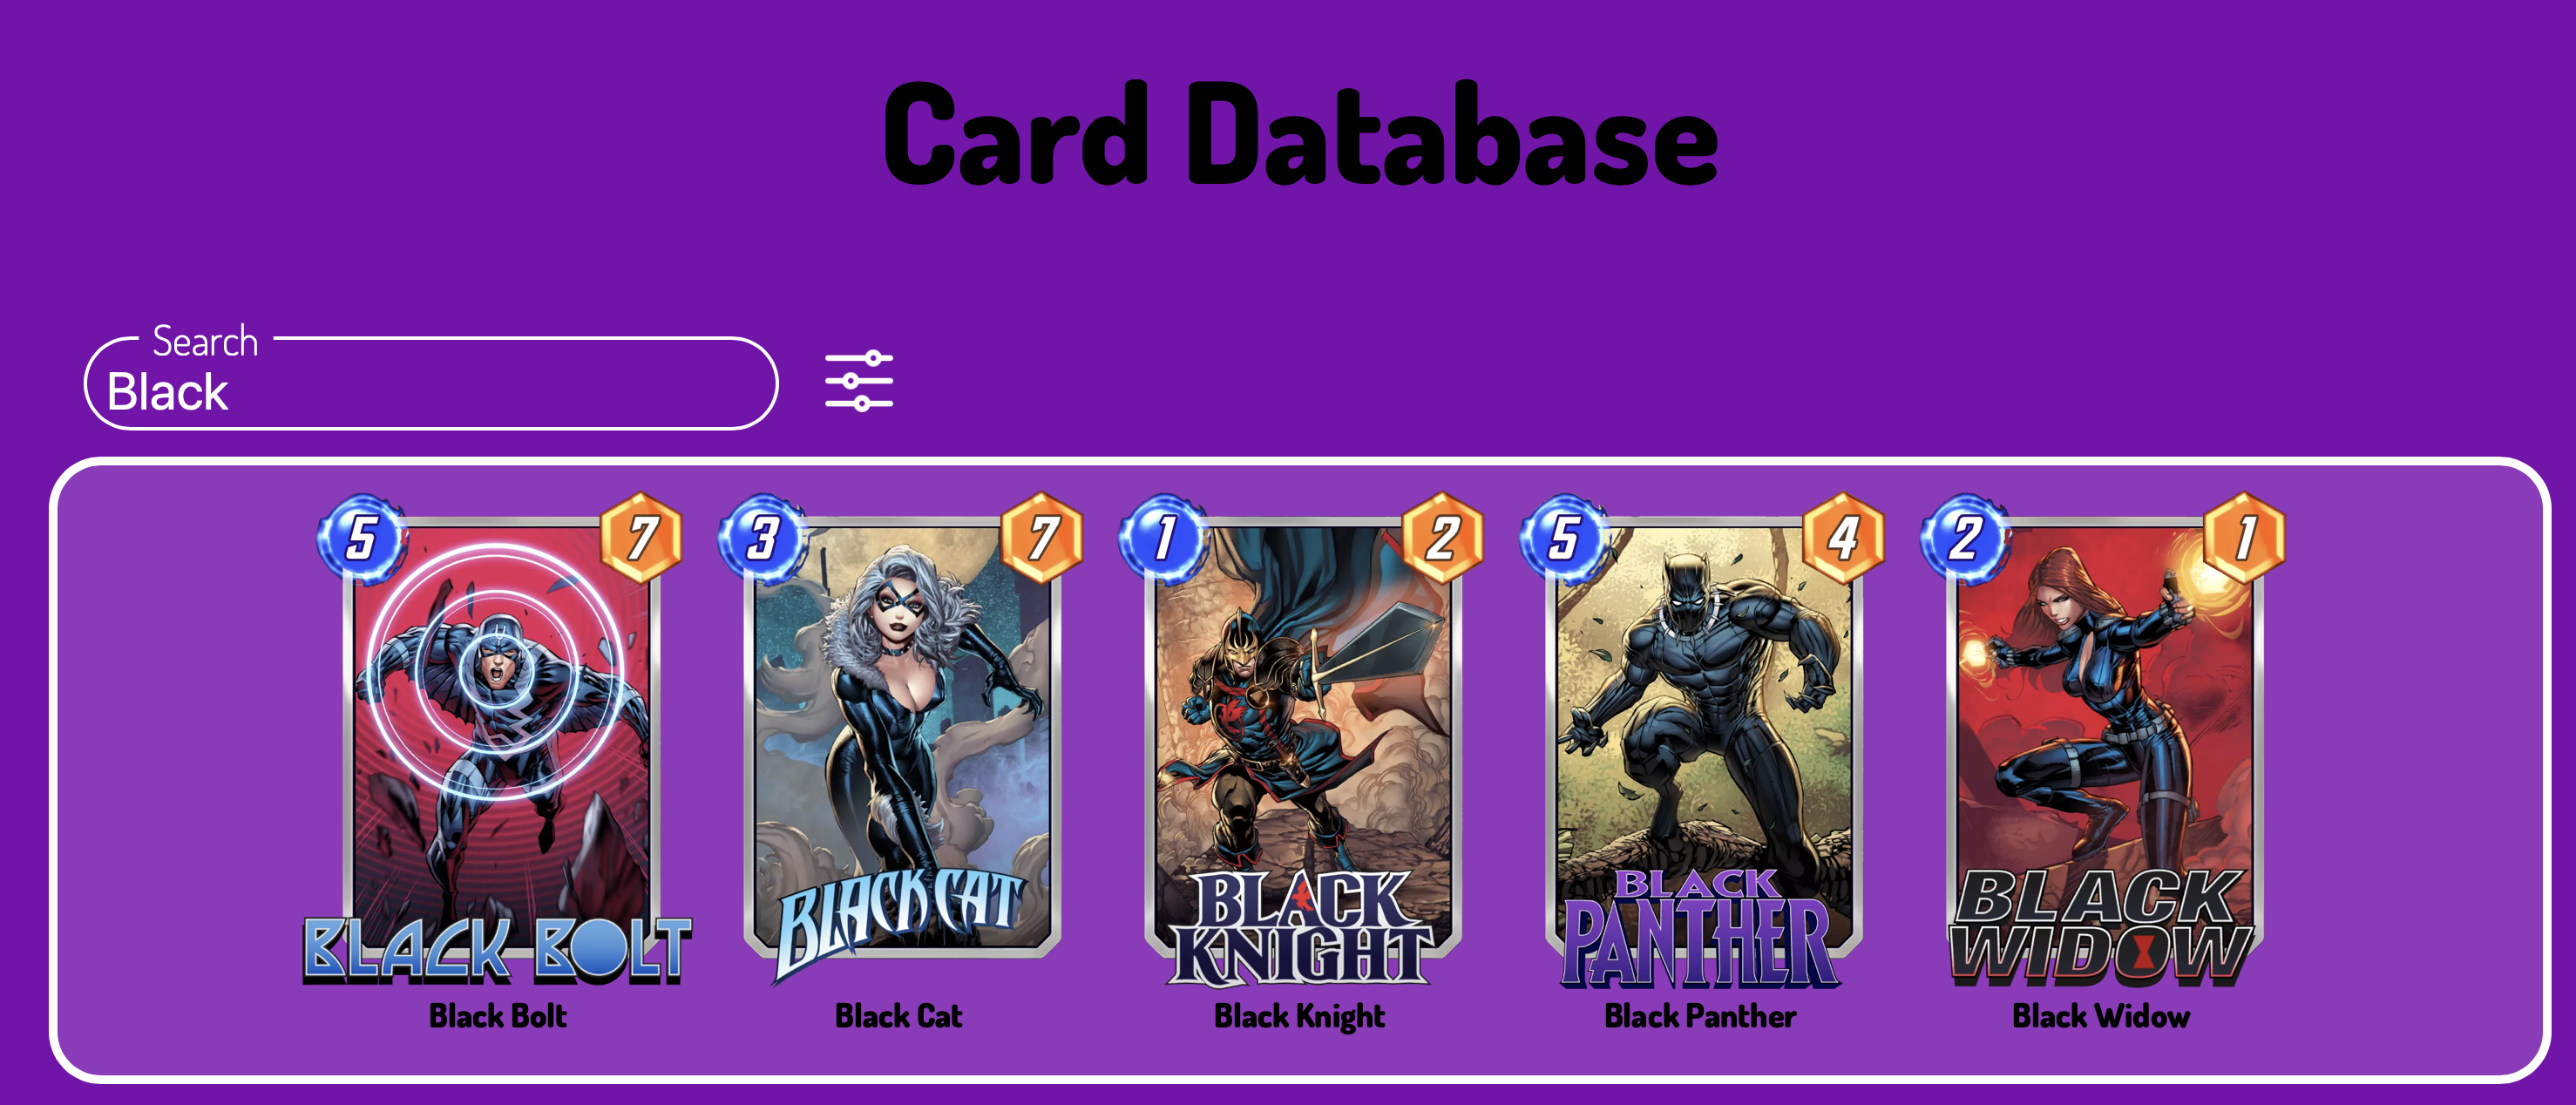 Card Database
Search
Black
5 7 3 7 1 2 5 4 2 1
BLACK BOLT
BLACK CAT
BLACK
KNIGHT
BLACK
PANTHER
BLACK
WIDOW
Black Bolt Black Cat Black Knight Black Panther Black Widow